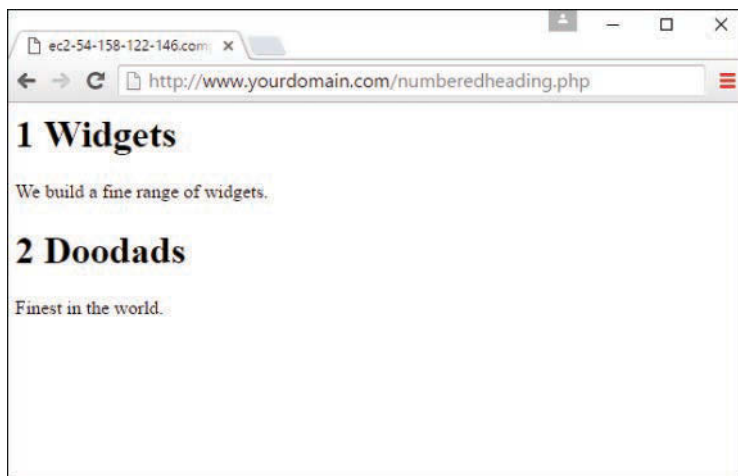 ec2-54-158-122-146.com
http://www.yourdomain.com/numberedheading.php
1 Widgets
We build a fine range of widgets.
2 Doodads
Finest in the world.